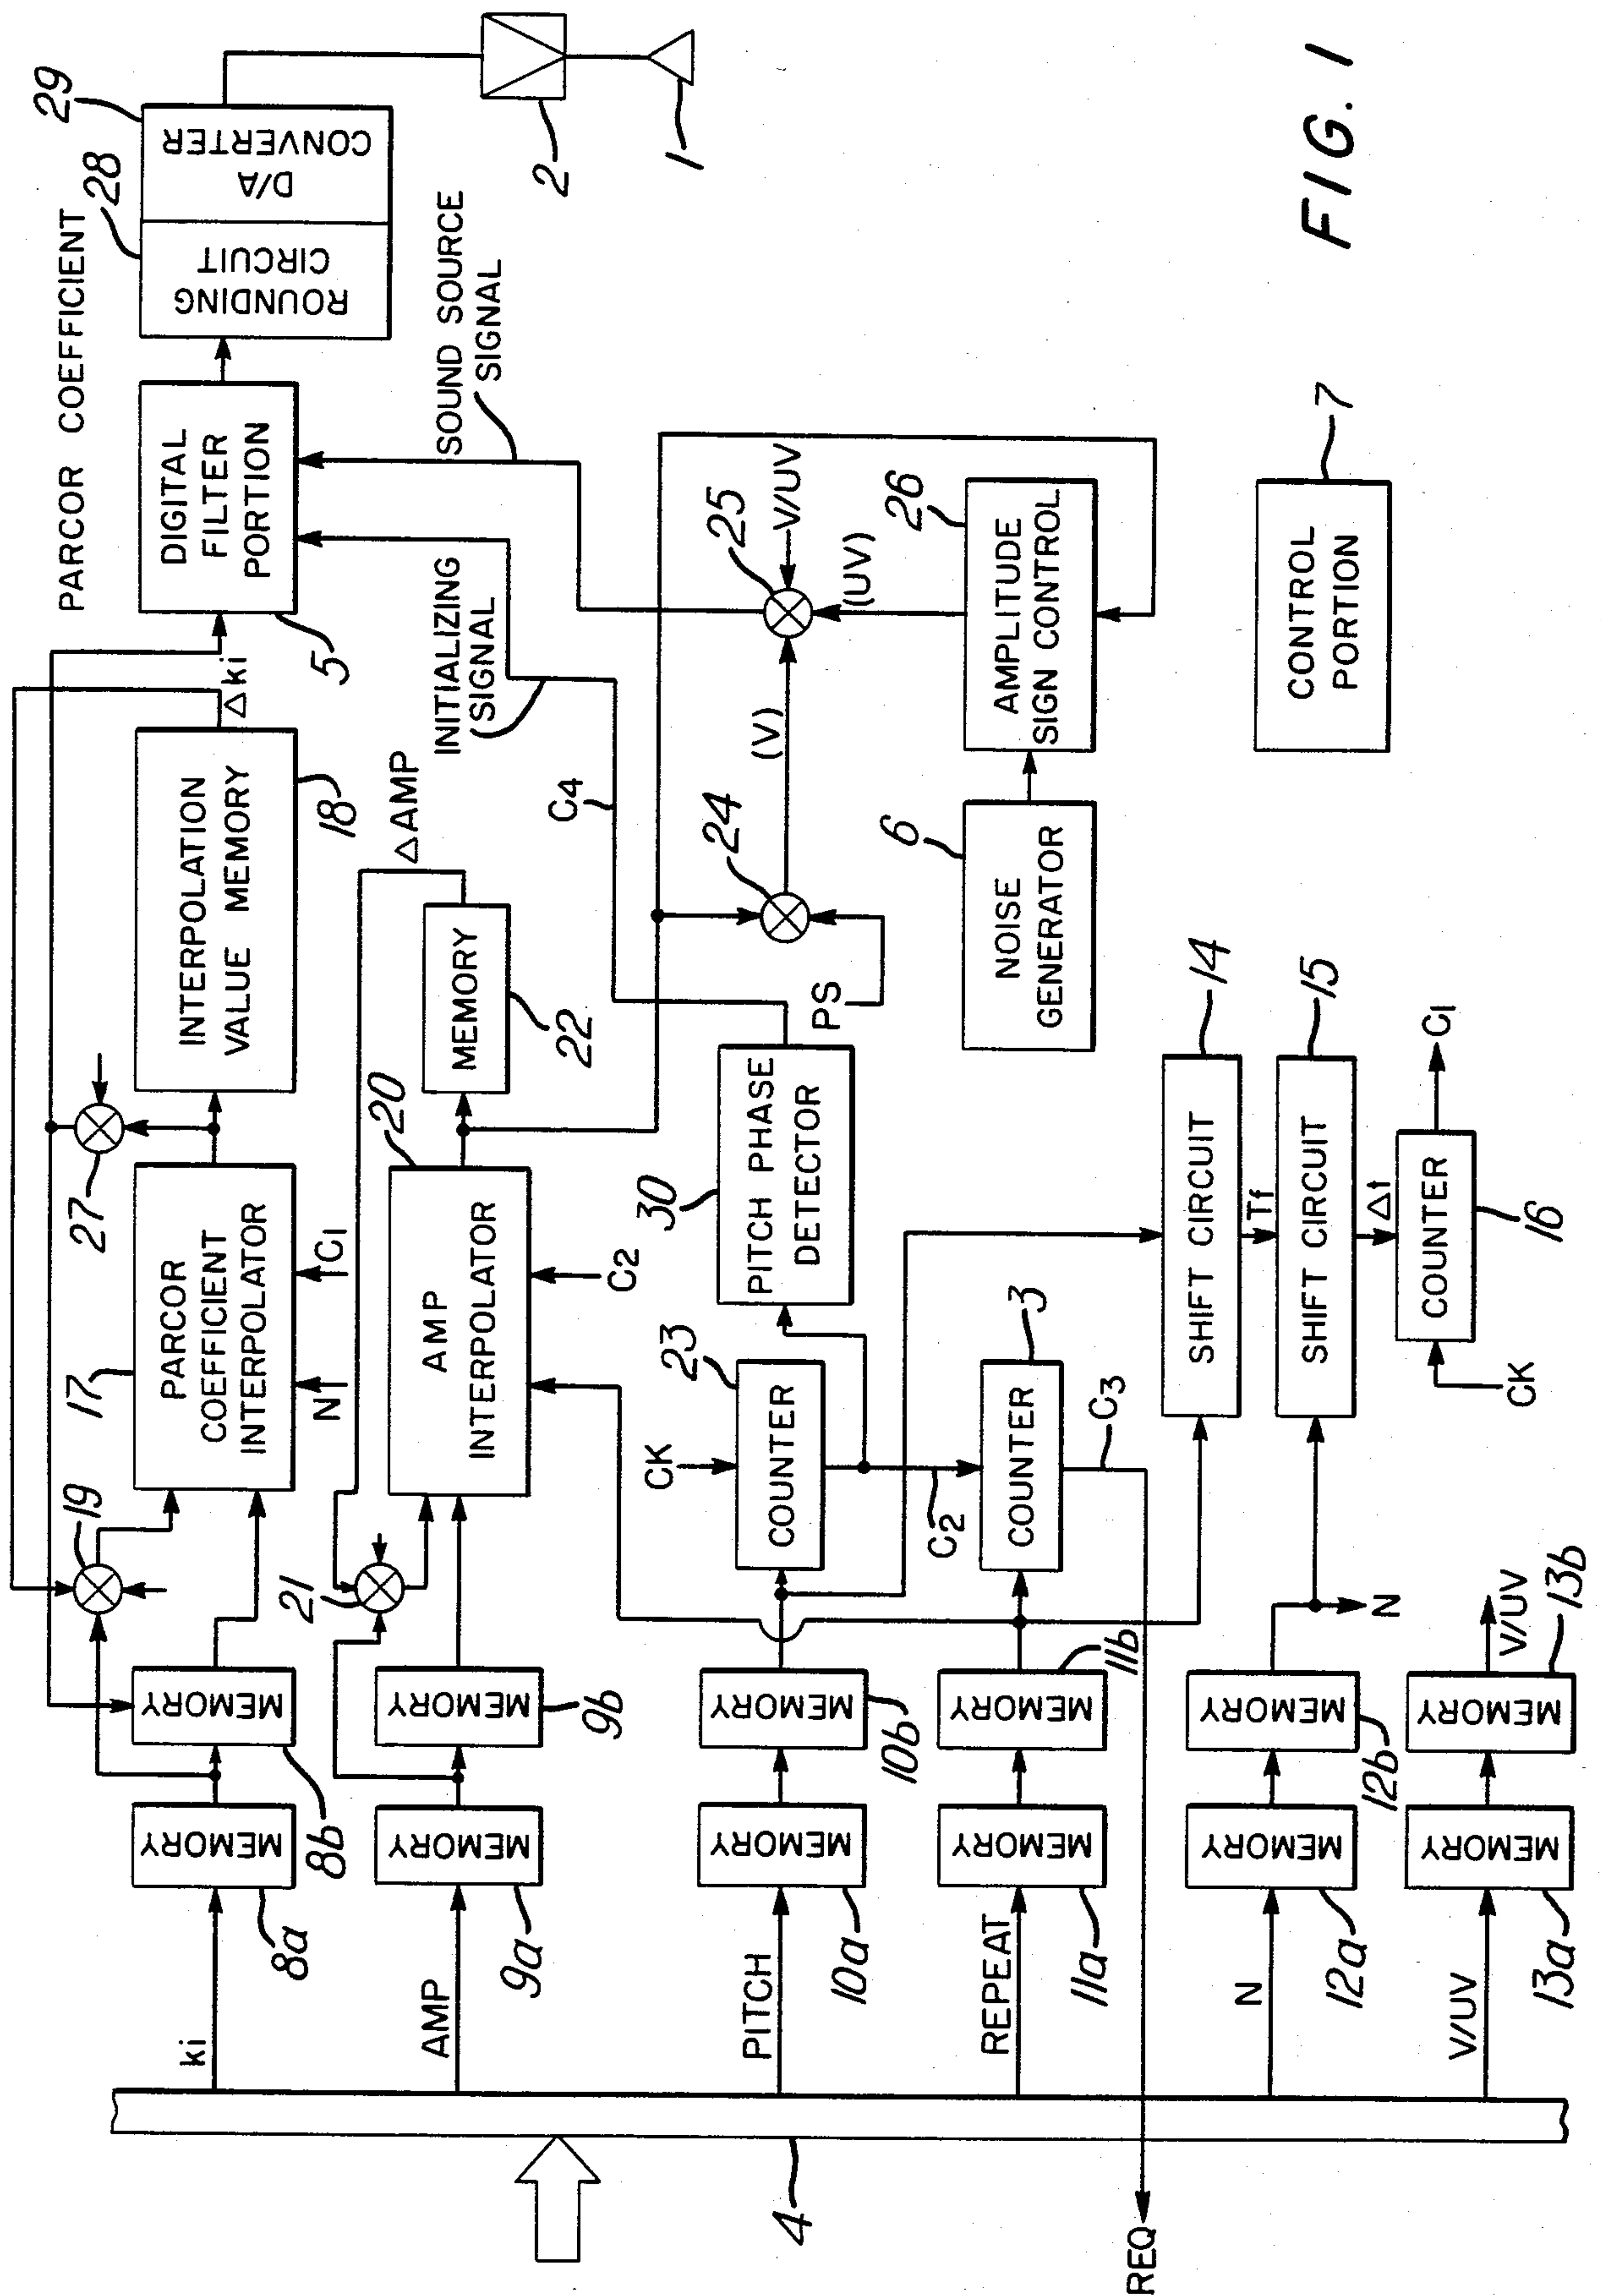 FIG. 1
PARCOR COEFFICIENT
ki
MEMORY
8a
MEMORY
8b
19
17
PARCOR
COEFFICIENT
INTERPOLATOR
N
C1
27
INTERPOLATION
VALUE MEMORY
18
Δki
5
DIGITAL
FILTER
PORTION
28
ROUNDING
CIRCUIT
29
D/A
CONVERTER
2
1
AMP
MEMORY
9a
MEMORY
9b
21
AMP
INTERPOLATOR
20
C2
MEMORY
22
ΔAMP
INITIALIZING
SIGNAL
SOUND SOURCE
SIGNAL
C4
PITCH
MEMORY
10a
MEMORY
10b
CK
COUNTER
23
30
PITCH PHASE
DETECTOR
PS
24
(V)
25
V/UV
(UV)
REPEAT
MEMORY
11a
MEMORY
11b
C2
COUNTER
3
C3
6
NOISE
GENERATOR
26
AMPLITUDE
SIGN CONTROL
REQ
4
N
MEMORY
12a
MEMORY
12b
N
SHIFT CIRCUIT
14
Tf
SHIFT CIRCUIT
15
Δt
CONTROL
PORTION
7
V/UV
MEMORY
13a
MEMORY
13b
V/UV
CK
COUNTER
16
C1